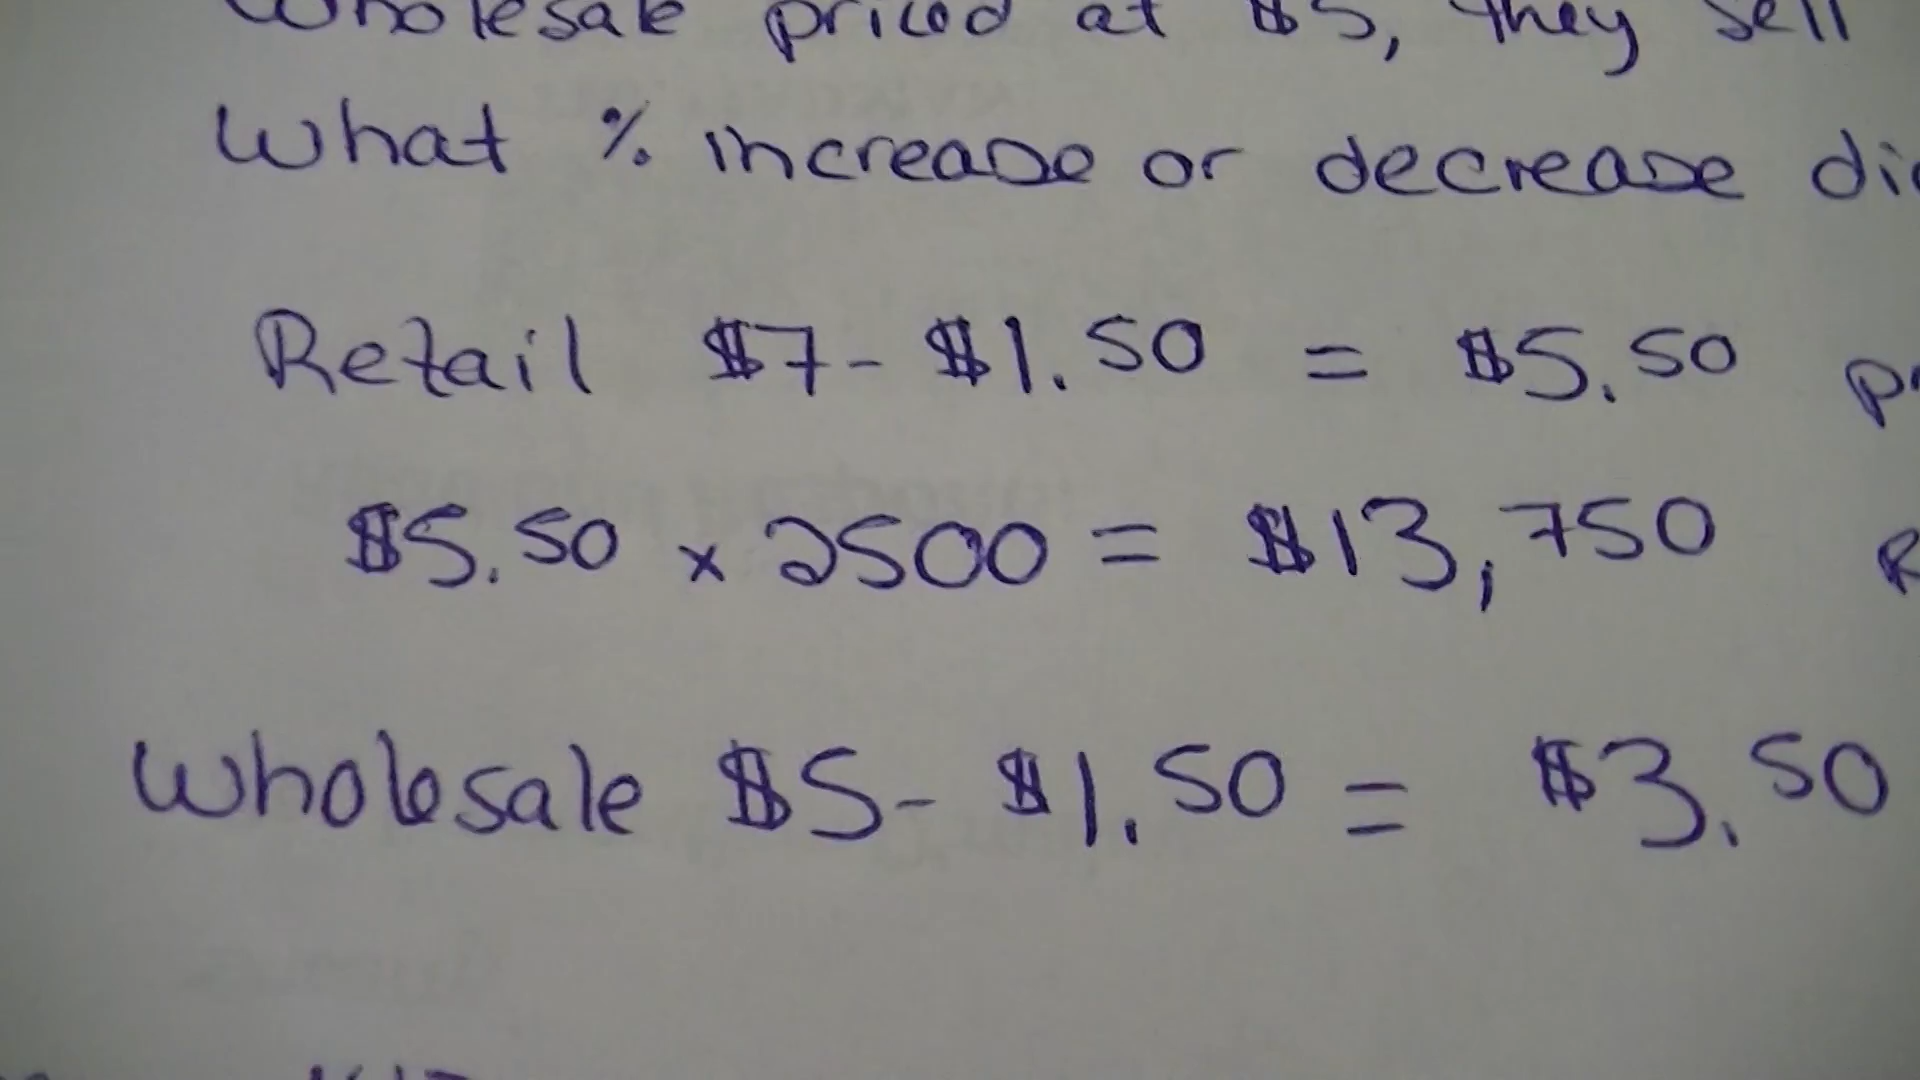 Wholesale priced at $5, they sell
What % increase or decrease
Retail $7 - $1.50 = $5.50
$5.50 x 2500 = $13,750
Wholesale $5 - $1.50 = $3.50